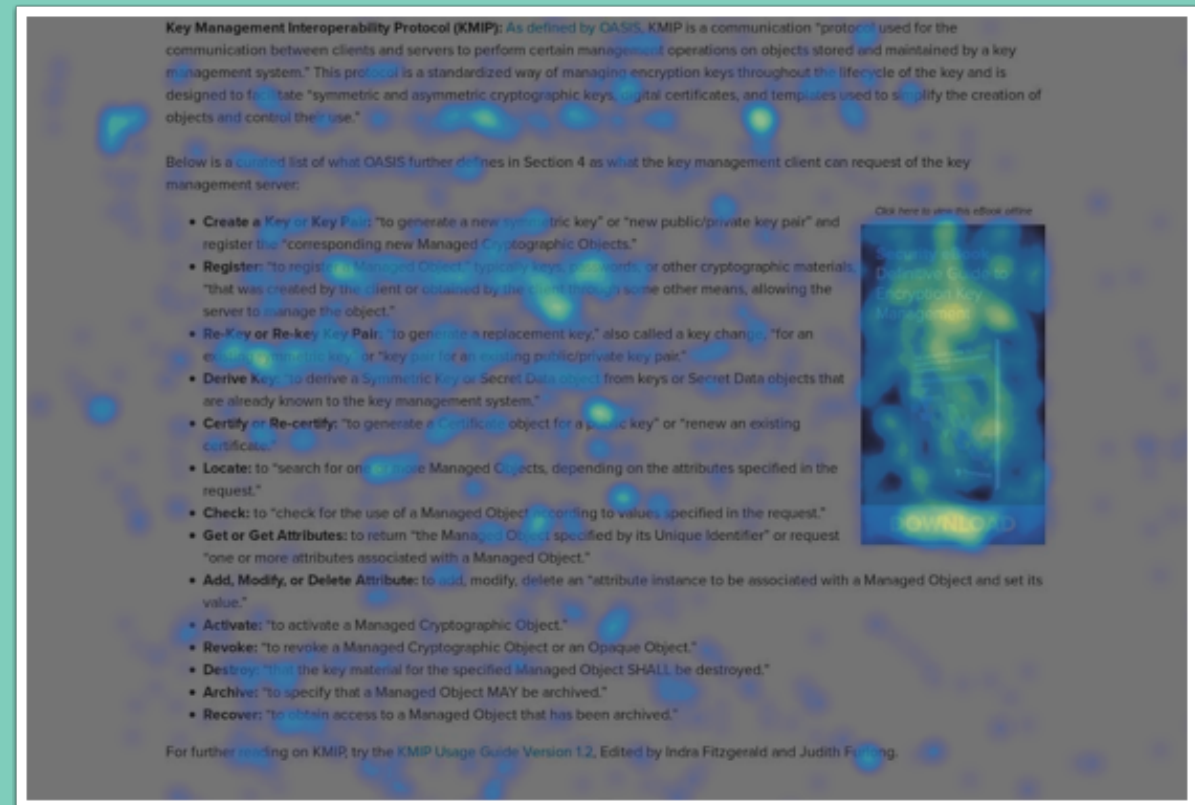 Key Management Interoperability Protocol (KMIP): As defined by OASIS, KMIP is a communication “protocol used for the
communication between clients and servers to perform certain management operations on objects stored and maintained by a key
management system.” This protocol is a standardized way of managing encryption keys throughout the lifecycle of the key and is
designed to facilitate “symmetric and asymmetric cryptographic keys, digital certificates, and templates used to simplify the creation of
objects and control their use.”
Below is a curated list of what OASIS further defines in Section 4 as what the key management client can request of the key
management server:
• Create a Key or Key Pair: “to generate a new symmetric key” or “new public/private key pair” and
register the “corresponding new Managed Cryptographic Objects.”
• Register: “to register a Managed Object,” typically keys, passwords, or other cryptographic materials,
“that was created by the client or obtained by the client through some other means, allowing the
server to manage the object.”
• Re-Key or Re-key Key Pair: “to generate a replacement key,” also called a key change, “for an
existing symmetric key” or “key pair for an existing public/private key pair.”
• Derive Key: “to derive a Symmetric Key or Secret Data object from keys or Secret Data objects that
are already known to the key management system.”
• Certify or Re-certify: “to generate a Certificate object for a public key” or “renew an existing
certificate.”
• Locate: to “search for one or more Managed Objects, depending on the attributes specified in the
request.”
• Check: to “check for the use of a Managed Object according to values specified in the request.”
• Get or Get Attributes: to return “the Managed Object specified by its Unique Identifier” or request
“one or more attributes associated with a Managed Object.”
• Add, Modify, or Delete Attribute: to add, modify, delete an “attribute instance to be associated with a Managed Object and set its
value.”
• Activate: “to activate a Managed Cryptographic Object.”
• Revoke: “to revoke a Managed Cryptographic Object or an Opaque Object.”
• Destroy: “that the key material for the specified Managed Object SHALL be destroyed.”
• Archive: “to specify that a Managed Object MAY be archived.”
• Recover: “to obtain access to a Managed Object that has been archived.”
For further reading on KMIP, try the KMIP Usage Guide Version 1.2, Edited by Indra Fitzgerald and Judith Furlong.
Click here to view this eBook offline
Security eBook
Definitive Guide to
Encryption Key
Management
DOWNLOAD